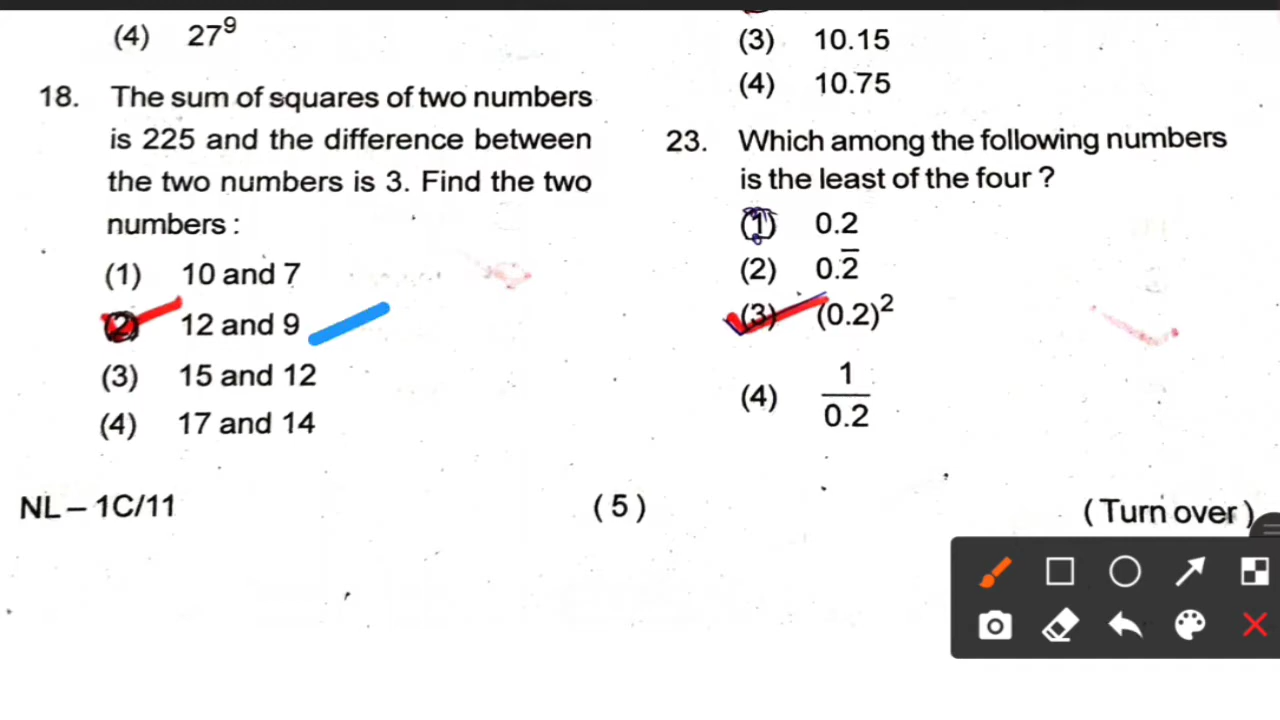 (4) 27⁹
18. The sum of squares of two numbers
is 225 and the difference between
the two numbers is 3. Find the two
numbers :
(1) 10 and 7
(2) 12 and 9
(3) 15 and 12
(4) 17 and 14
(3) 10.15
(4) 10.75
23. Which among the following numbers
is the least of the four ?
(1) 0.2
(2) 0.2̅
(3) (0.2)²
(4) 1/0.2
NL – 1C/11 (5) (Turn over)